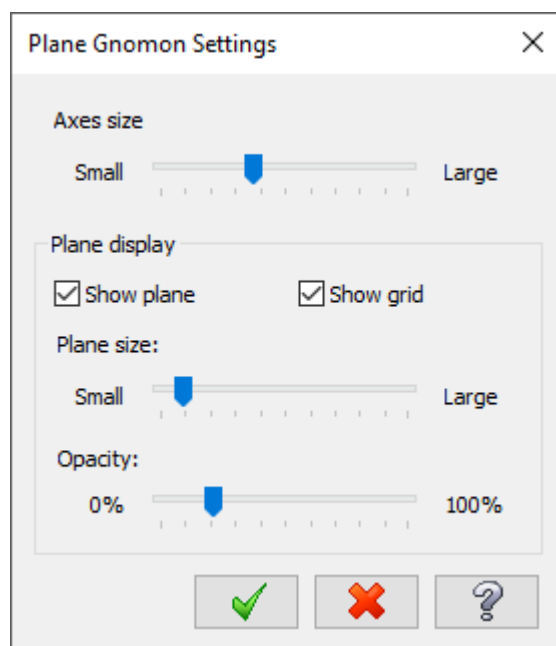 Plane Gnomon Settings
Axes size
Small Large
Plane display
Show plane Show grid
Plane size:
Small Large
Opacity:
0% 100%